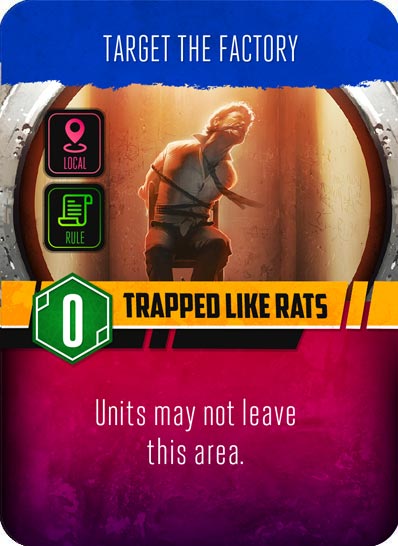 TARGET THE FACTORY
LOCAL
RULE
0
TRAPPED LIKE RATS
Units may not leave
this area.